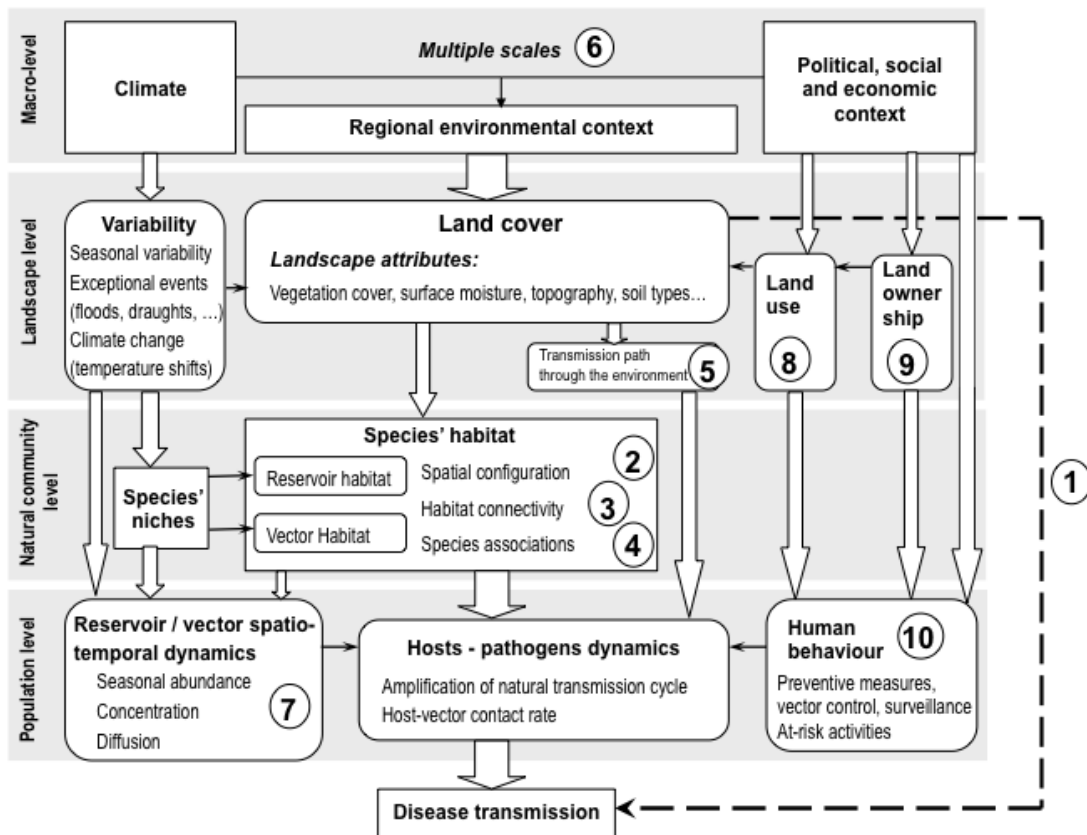 Macro-level
Climate
Multiple scales 6
Political, social
and economic
context
Regional environmental context
Landscape level
Variability
Seasonal variability
Exceptional events
(floods, draughts, …)
Climate change
(temperature shifts)
Land cover
Landscape attributes:
Vegetation cover, surface moisture, topography, soil types…
Transmission path
through the environment 5
Land
use
8
Land
owner
ship
9
1
Natural community
level
Species’
niches
Species’ habitat
Reservoir habitat
Vector Habitat
Spatial configuration 2
Habitat connectivity 3
Species associations 4
Population level
Reservoir / vector spatio-
temporal dynamics
Seasonal abundance
Concentration
Diffusion
7
Hosts - pathogens dynamics
Amplification of natural transmission cycle
Host-vector contact rate
Human
behaviour
10
Preventive measures,
vector control, surveillance
At-risk activities
Disease transmission